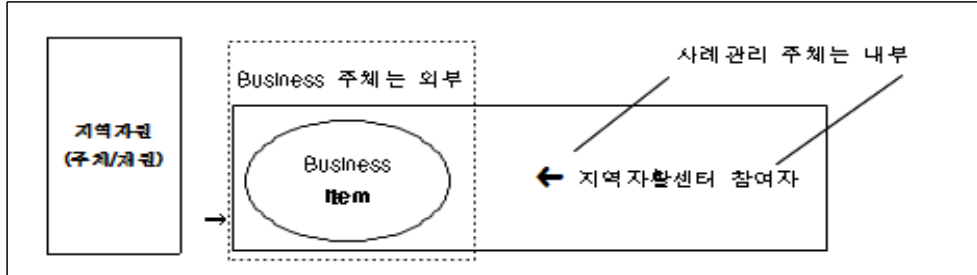 사례관리 주체는 내부
Business 주체는 외부
지역자원
(주체/재원)
Business
Item
← 지역자활센터 참여자
→